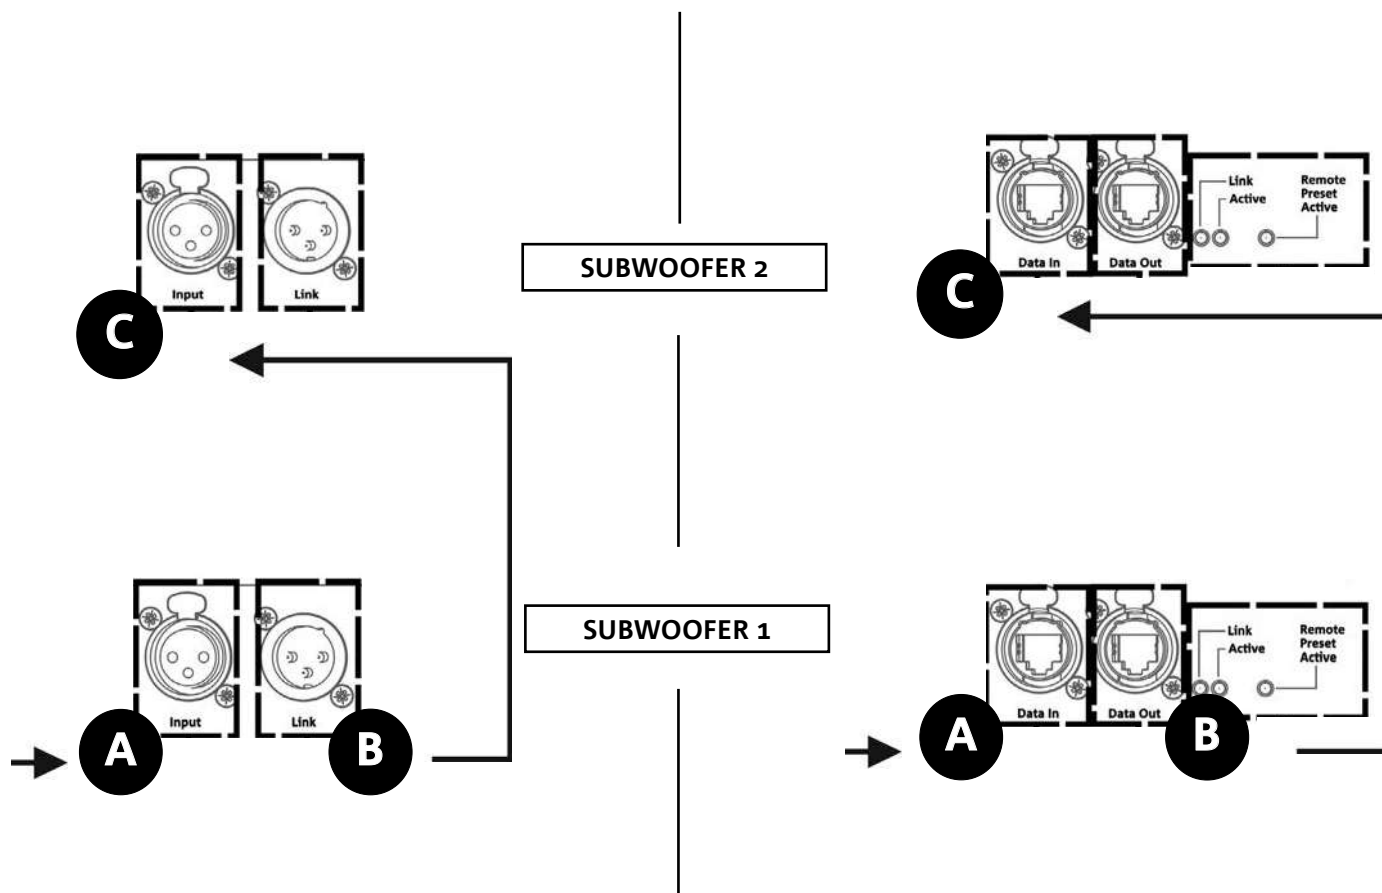 Link
Active
Remote
Preset
Active
Input
Link
SUBWOOFER 2
Data In
Data Out
C
C
SUBWOOFER 1
Link
Active
Remote
Preset
Active
Input
Link
Data In
Data Out
A
B
A
B